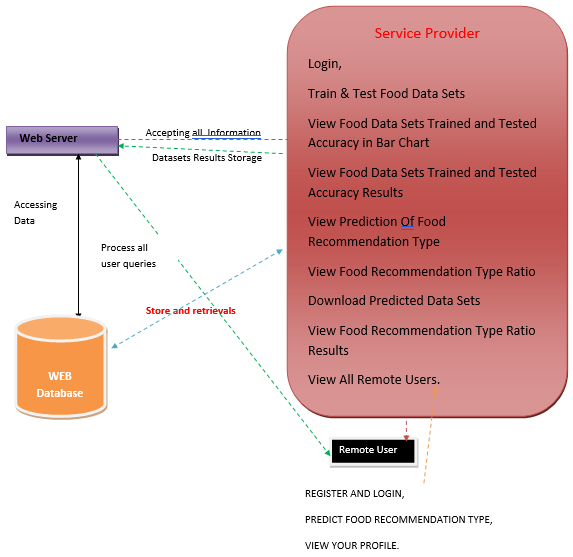 Service Provider
Login,
Train & Test Food Data Sets
View Food Data Sets Trained and Tested
Accuracy in Bar Chart
View Food Data Sets Trained and Tested
Accuracy Results
View Prediction Of Food
Recommendation Type
View Food Recommendation Type Ratio
Download Predicted Data Sets
View Food Recommendation Type Ratio
Results
View All Remote Users.
Web Server
Accepting all Information
Datasets Results Storage
Accessing
Data
Process all
user queries
Store and retrievals
WEB
Database
Remote User
REGISTER AND LOGIN,
PREDICT FOOD RECOMMENDATION TYPE,
VIEW YOUR PROFILE.